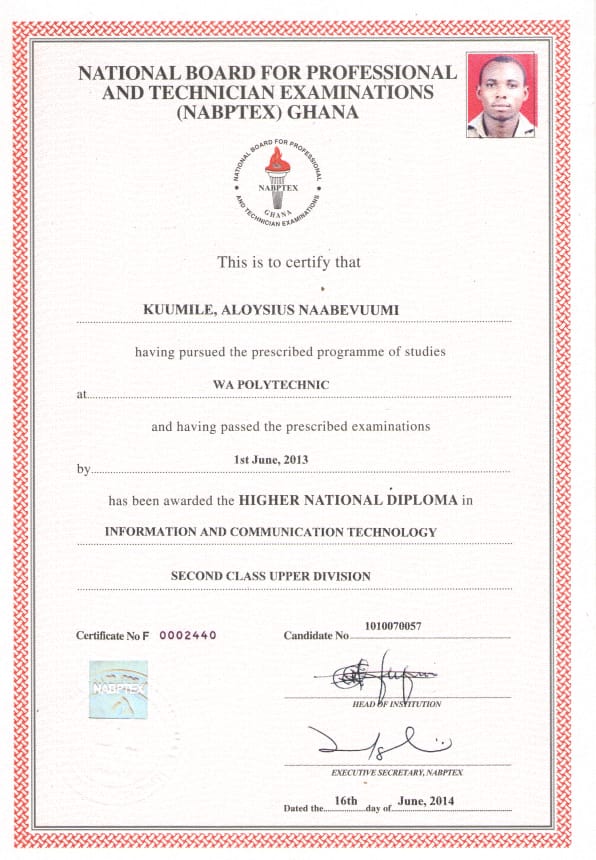 NATIONAL BOARD FOR PROFESSIONAL
AND TECHNICIAN EXAMINATIONS
(NABPTEX) GHANA
NATIONAL BOARD FOR PROFESSIONAL
NABPTEX
GHANA
AND TECHNICIAN EXAMINATIONS
This is to certify that
KUUMILE, ALOYSIUS NAABEVUUMI
having pursued the prescribed programme of studies
at WA POLYTECHNIC
and having passed the prescribed examinations
by 1st June, 2013
has been awarded the HIGHER NATIONAL DIPLOMA in
INFORMATION AND COMMUNICATION TECHNOLOGY
SECOND CLASS UPPER DIVISION
Certificate No F 0002440
Candidate No 1010070057
NABPTEX
HEAD OF INSTITUTION
EXECUTIVE SECRETARY, NABPTEX
Dated the 16th day of June, 2014